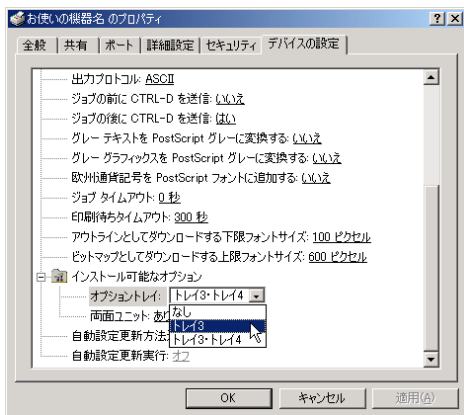 お使いの機器名 のプロパティ
全般 共有 ポート 詳細設定 セキュリティ デバイスの設定
出力プロトコル: ASCII
ジョブの前に CTRL-D を送信: いいえ
ジョブの後に CTRL-D を送信: はい
グレー テキストを PostScript グレーに変換する: いいえ
グレー グラフィックスを PostScript グレーに変換する: いいえ
欧州通貨記号を PostScript フォントに追加する: いいえ
ジョブ タイムアウト: 0 秒
印刷待ちタイムアウト: 300 秒
アウトラインとしてダウンロードする下限フォントサイズ: 100 ピクセル
ビットマップとしてダウンロードする上限フォントサイズ: 600 ピクセル
インストール可能なオプション
オプショントレイ: トレイ3・トレイ4
なし
両面ユニット: あり
トレイ3
自動設定更新方法:
トレイ3・トレイ4
自動設定更新実行: オフ
OK キャンセル 適用(A)